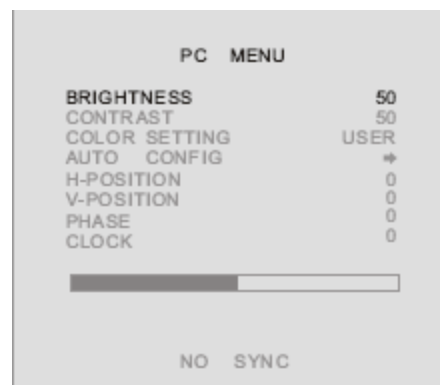 PC MENU
BRIGHTNESS 50
CONTRAST 50
COLOR SETTING USER
AUTO CONFIG ➡
H-POSITION 0
V-POSITION 0
PHASE 0
CLOCK 0
NO SYNC